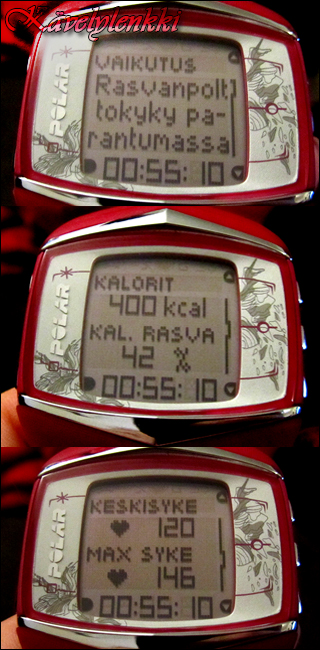 Kävelylenkki
POLAR
VAIKUTUS
Rasvanpolt
tokyky pa-
rantumassa
00:55:10
POLAR
KALORIT
400 kcal
KAL. RASVA
42 %
00:55:10
POLAR
KESKISYKE
120
MAX SYKE
146
00:55:10